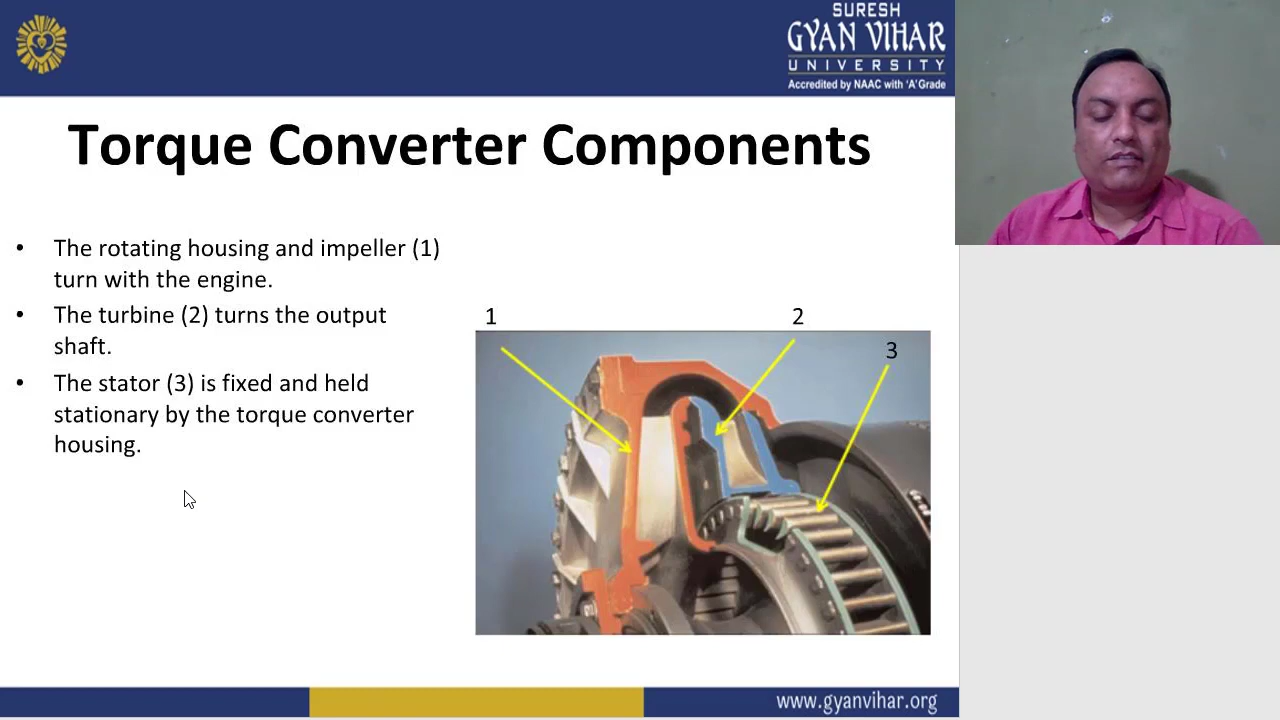 SURESH
GYAN VIHAR
UNIVERSITY
Accredited by NAAC with 'A' Grade
Torque Converter Components
• The rotating housing and impeller (1)
turn with the engine.
• The turbine (2) turns the output
shaft.
• The stator (3) is fixed and held
stationary by the torque converter
housing.
1
2
3
www.gyanvihar.org